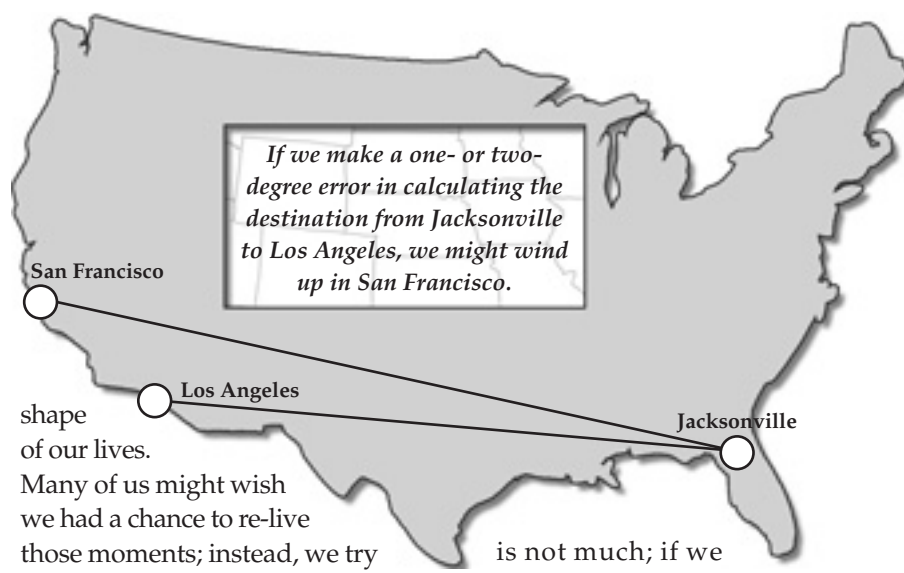 If we make a one- or two-
degree error in calculating the
destination from Jacksonville
to Los Angeles, we might wind
up in San Francisco.
San Francisco
Los Angeles
Jacksonville
shape
of our lives.
Many of us might wish
we had a chance to re-live
those moments; instead, we try
is not much; if we